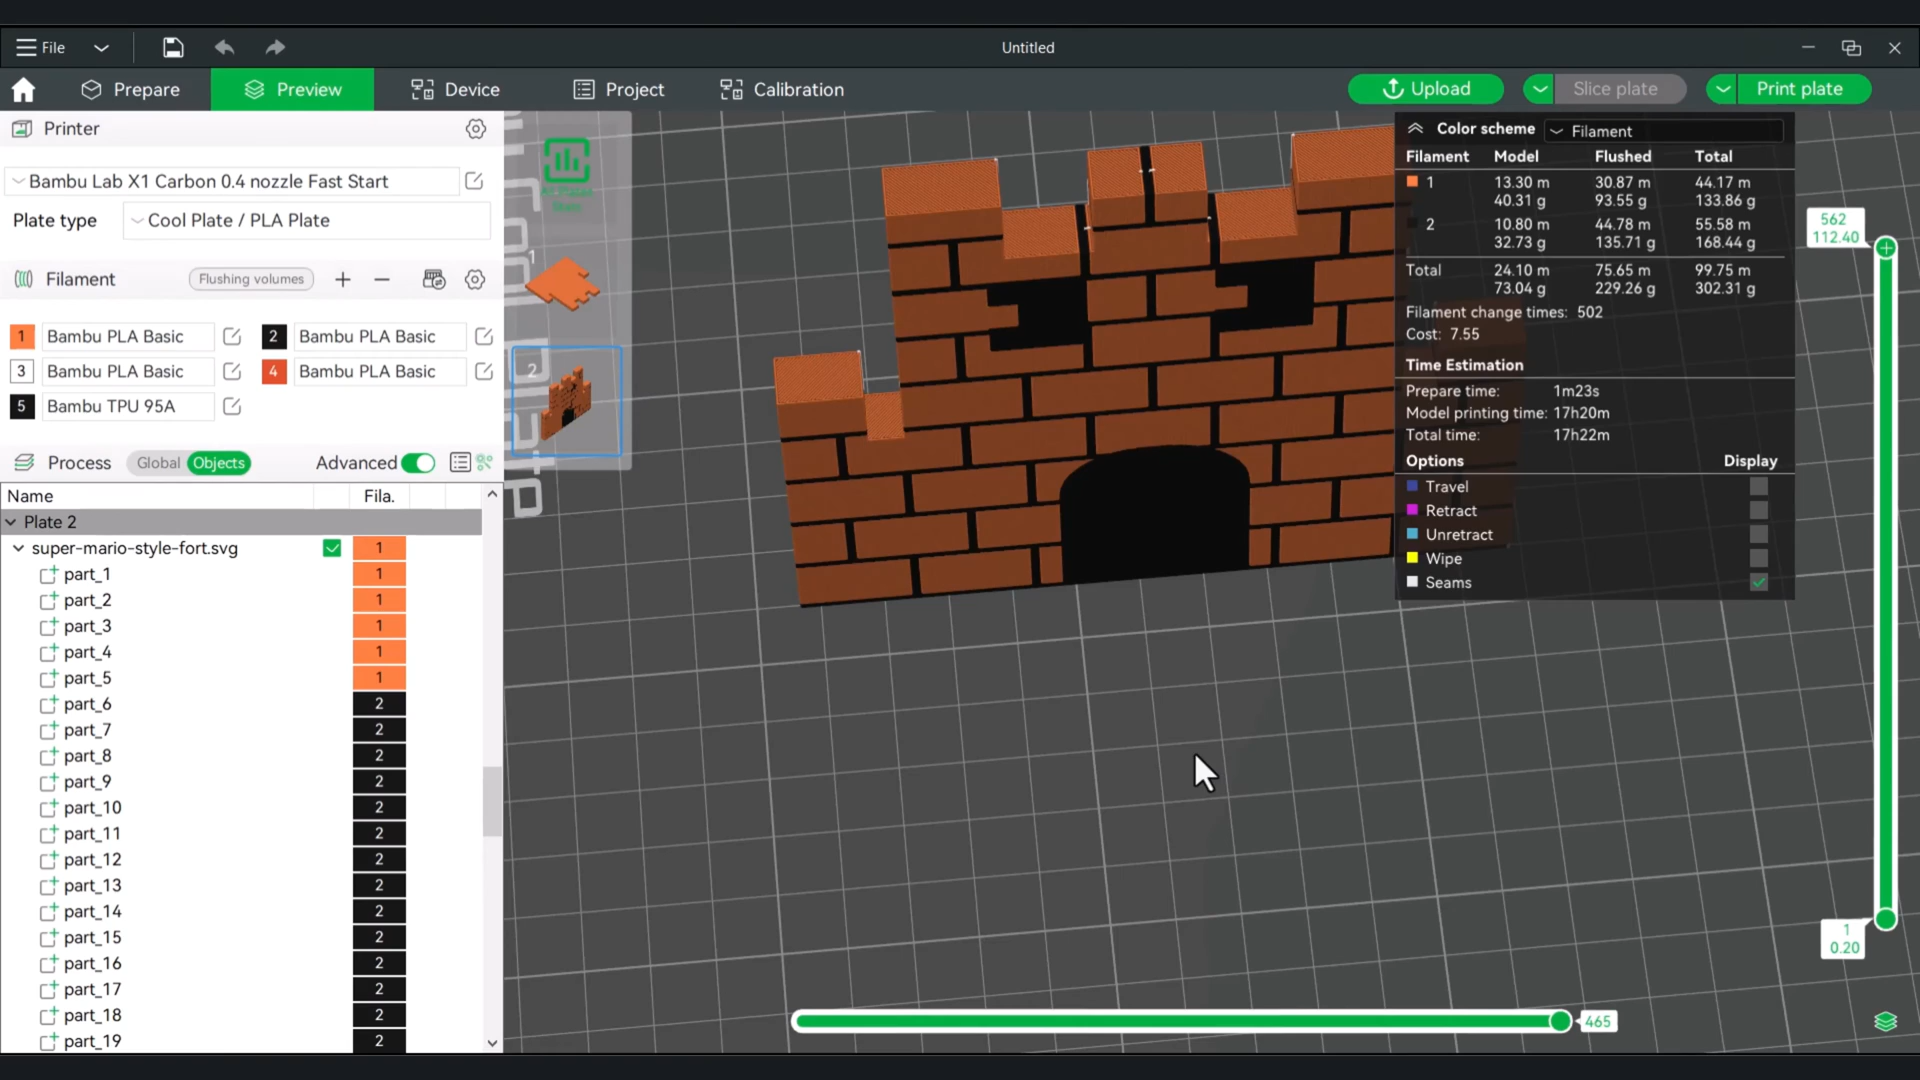 File
Untitled
Prepare
Preview
Device
Project
Calibration
Upload
Slice plate
Print plate
Printer
Bambu Lab X1 Carbon 0.4 nozzle Fast Start
Plate type
Cool Plate / PLA Plate
Filament
Flushing volumes
1 Bambu PLA Basic
2 Bambu PLA Basic
3 Bambu PLA Basic
4 Bambu PLA Basic
5 Bambu TPU 95A
Process
Global
Objects
Advanced
Name
Fila.
Plate 2
super-mario-style-fort.svg 1
part_1 1
part_2 1
part_3 1
part_4 1
part_5 1
part_6 2
part_7 2
part_8 2
part_9 2
part_10 2
part_11 2
part_12 2
part_13 2
part_14 2
part_15 2
part_16 2
part_17 2
part_18 2
part_19 2
1
2
Color scheme
Filament
Filament Model Flushed Total
1 13.30 m 30.87 m 44.17 m
40.31 g 93.55 g 133.86 g
2 10.80 m 44.78 m 55.58 m
32.73 g 135.71 g 168.44 g
Total 24.10 m 75.65 m 99.75 m
73.04 g 229.26 g 302.31 g
Filament change times: 502
Cost: 7.55
Time Estimation
Prepare time: 1m23s
Model printing time: 17h20m
Total time: 17h22m
Options Display
Travel
Retract
Unretract
Wipe
Seams
562
112.40
1
0.20
465